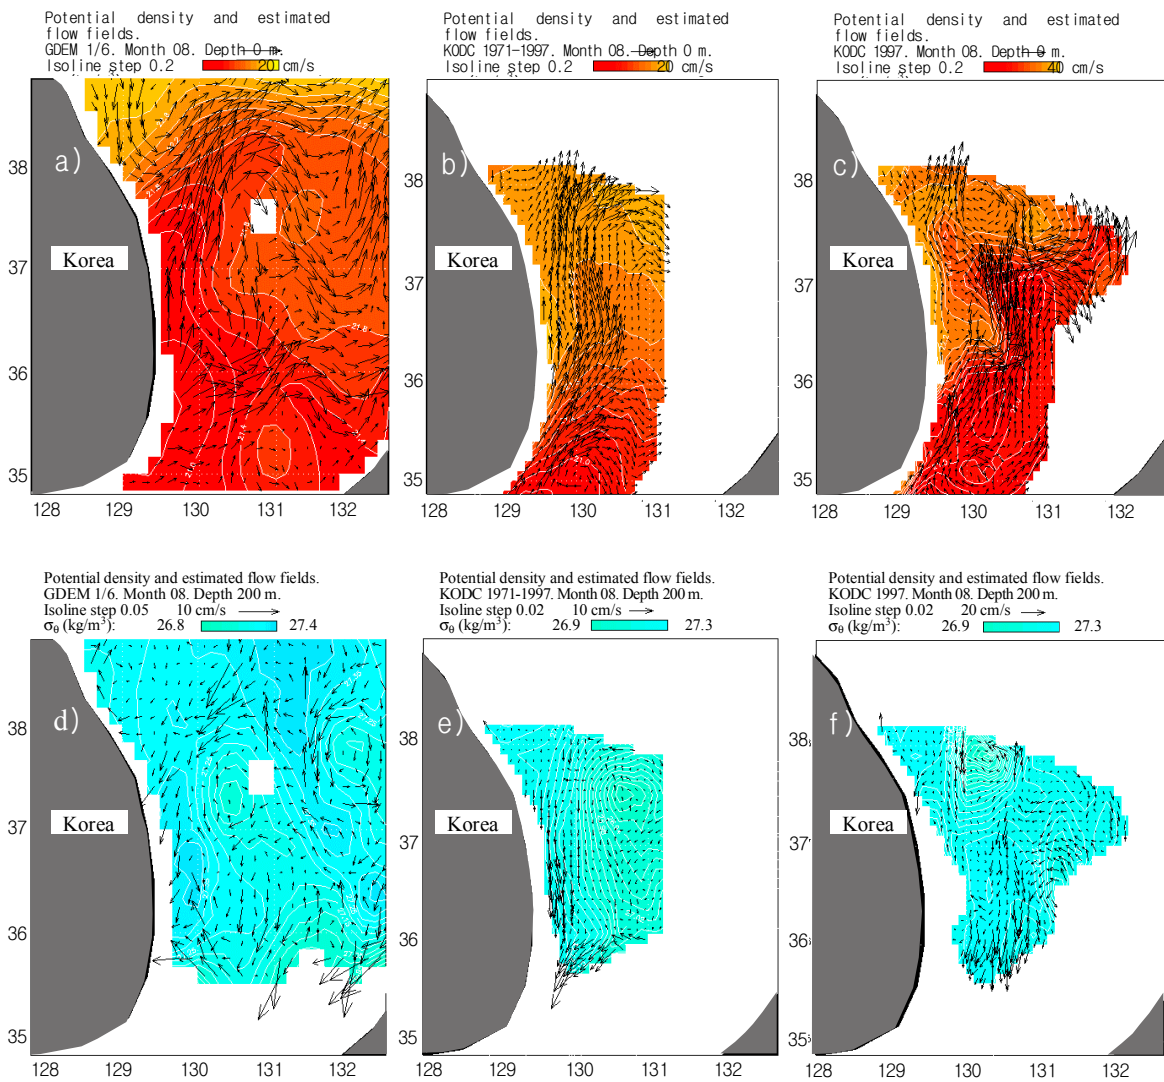 Potential density and estimated
flow fields.
GDEM 1/6. Month 08. Depth 0 m.
Isoline step 0.2 20 cm/s
Potential density and estimated
flow fields.
KODC 1971-1997. Month 08. Depth 0 m.
Isoline step 0.2 20 cm/s
Potential density and estimated
flow fields.
KODC 1997. Month 08. Depth 0 m.
Isoline step 0.2 40 cm/s
a)
Korea
38
37
36
35
128 129 130 131 132
b)
Korea
38
37
36
35
128 129 130 131 132
c)
Korea
38
37
36
35
128 129 130 131 132
Potential density and estimated flow fields.
GDEM 1/6. Month 08. Depth 200 m.
Isoline step 0.05 10 cm/s
σθ (kg/m³): 26.8 27.4
Potential density and estimated flow fields.
KODC 1971-1997. Month 08. Depth 200 m.
Isoline step 0.02 10 cm/s
σθ (kg/m³): 26.9 27.3
Potential density and estimated flow fields.
KODC 1997. Month 08. Depth 200 m.
Isoline step 0.02 20 cm/s
σθ (kg/m³): 26.9 27.3
d)
Korea
38
37
36
35
128 129 130 131 132
e)
Korea
38
37
36
35
128 129 130 131 132
f)
Korea
38
37
36
35
128 129 130 131 132